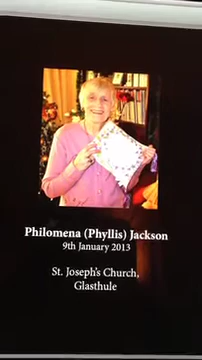 Philomena (Phyllis) Jackson
9th January 2013
St. Joseph's Church,
Glasthule